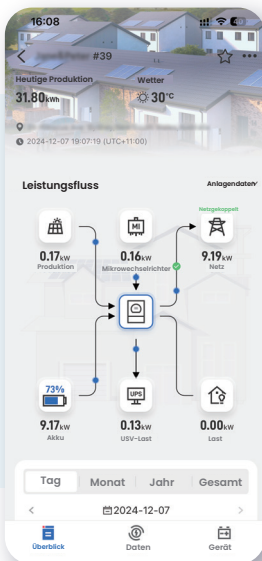 16:08
#39
Heutige Produktion
Wetter
31.80kWh
30°C
2024-12-07 19:07:19 (UTC+11:00)
Leistungsfluss
Anlagendaten
Netzgekoppelt
MI
0.17kW
0.16kW
9.19kW
Produktion
Mikrowechselrichter
Netz
73%
UPS
9.17kW
0.13kW
0.00kW
Akku
USV-Last
Last
Tag
Monat
Jahr
Gesamt
2024-12-07
Überblick
Daten
Gerät